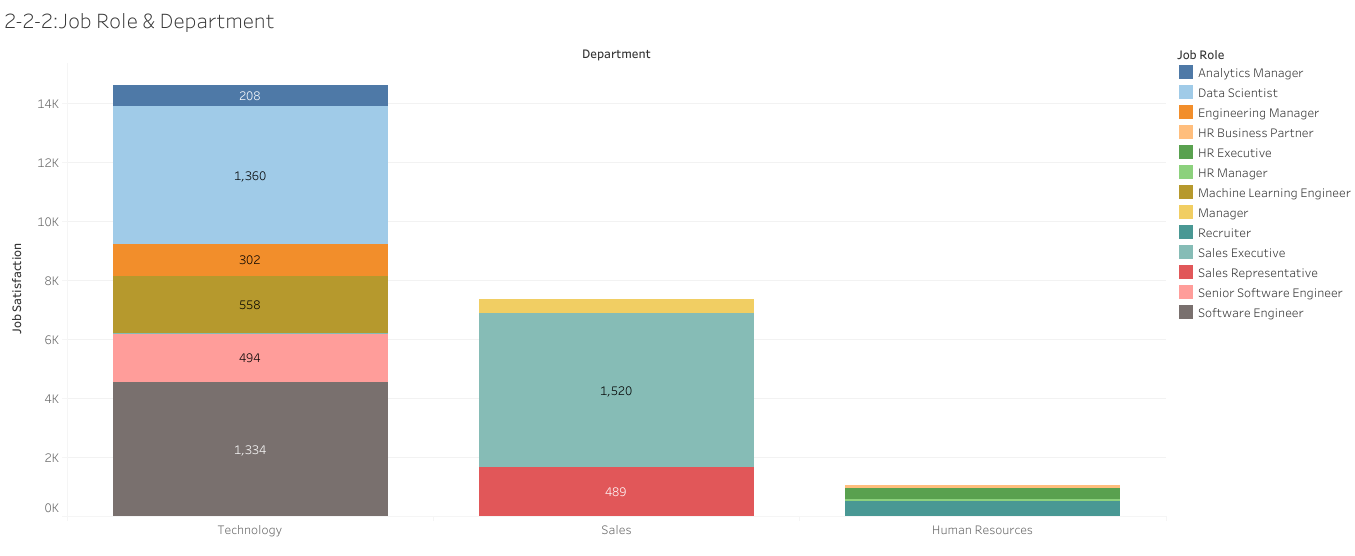 2-2-2:Job Role & Department
Department
Job Satisfaction
14K
12K
10K
8K
6K
4K
2K
0K
208
1,360
302
558
494
1,334
1,520
489
Technology
Sales
Human Resources
Job Role
Analytics Manager
Data Scientist
Engineering Manager
HR Business Partner
HR Executive
HR Manager
Machine Learning Engineer
Manager
Recruiter
Sales Executive
Sales Representative
Senior Software Engineer
Software Engineer